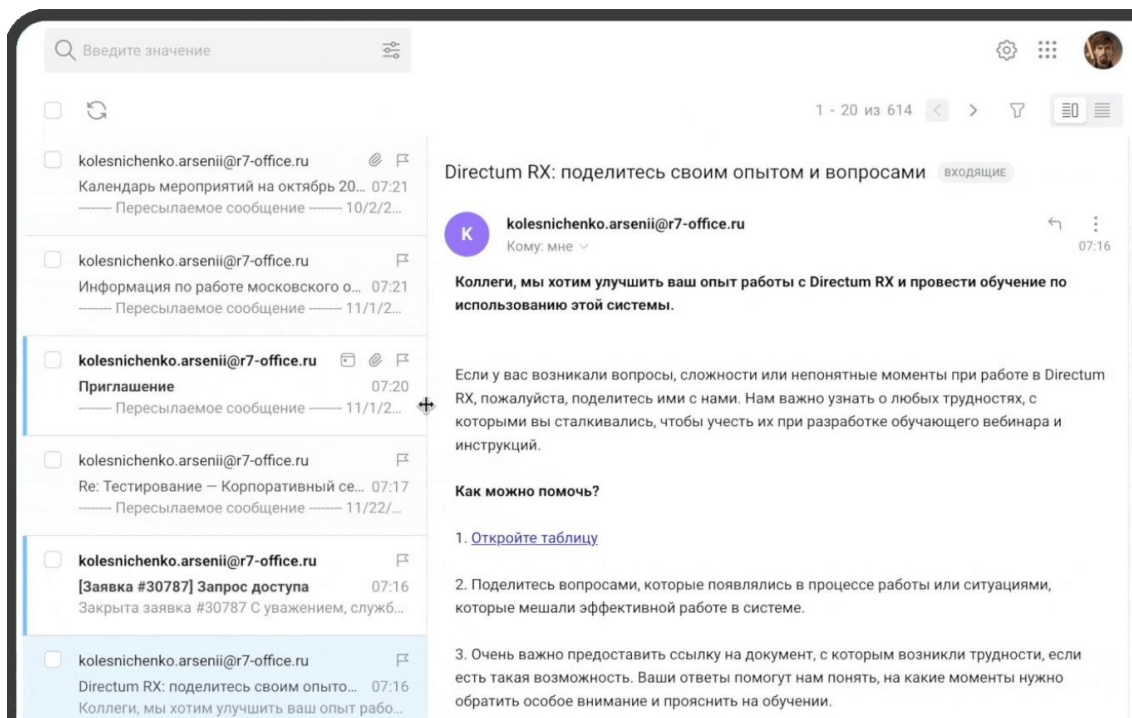 Введите значение
1 - 20 из 614
kolesnichenko.arsenii@r7-office.ru
Календарь мероприятий на октябрь 20... 07:21
-------- Пересылаемое сообщение -------- 10/2/2...
kolesnichenko.arsenii@r7-office.ru
Информация по работе московского о... 07:21
-------- Пересылаемое сообщение -------- 11/1/2...
kolesnichenko.arsenii@r7-office.ru
Приглашение 07:20
-------- Пересылаемое сообщение -------- 11/1/2...
kolesnichenko.arsenii@r7-office.ru
Re: Тестирование — Корпоративный се... 07:17
-------- Пересылаемое сообщение -------- 11/22/...
kolesnichenko.arsenii@r7-office.ru
[Заявка #30787] Запрос доступа 07:16
Закрыта заявка #30787 С уважением, служб...
kolesnichenko.arsenii@r7-office.ru
Directum RX: поделитесь своим опыто... 07:16
Коллеги, мы хотим улучшить ваш опыт рабо...
Directum RX: поделитесь своим опытом и вопросами ВХОДЯЩИЕ
K
kolesnichenko.arsenii@r7-office.ru
Кому: мне
07:16
Коллеги, мы хотим улучшить ваш опыт работы с Directum RX и провести обучение по
использованию этой системы.
Если у вас возникали вопросы, сложности или непонятные моменты при работе в Directum
RX, пожалуйста, поделитесь ими с нами. Нам важно узнать о любых трудностях, с
которыми вы сталкивались, чтобы учесть их при разработке обучающего вебинара и
инструкций.
Как можно помочь?
1. Откройте таблицу
2. Поделитесь вопросами, которые появлялись в процессе работы или ситуациями,
которые мешали эффективной работе в системе.
3. Очень важно предоставить ссылку на документ, с которым возникли трудности, если
есть такая возможность. Ваши ответы помогут нам понять, на какие моменты нужно
обратить особое внимание и прояснить на обучении.